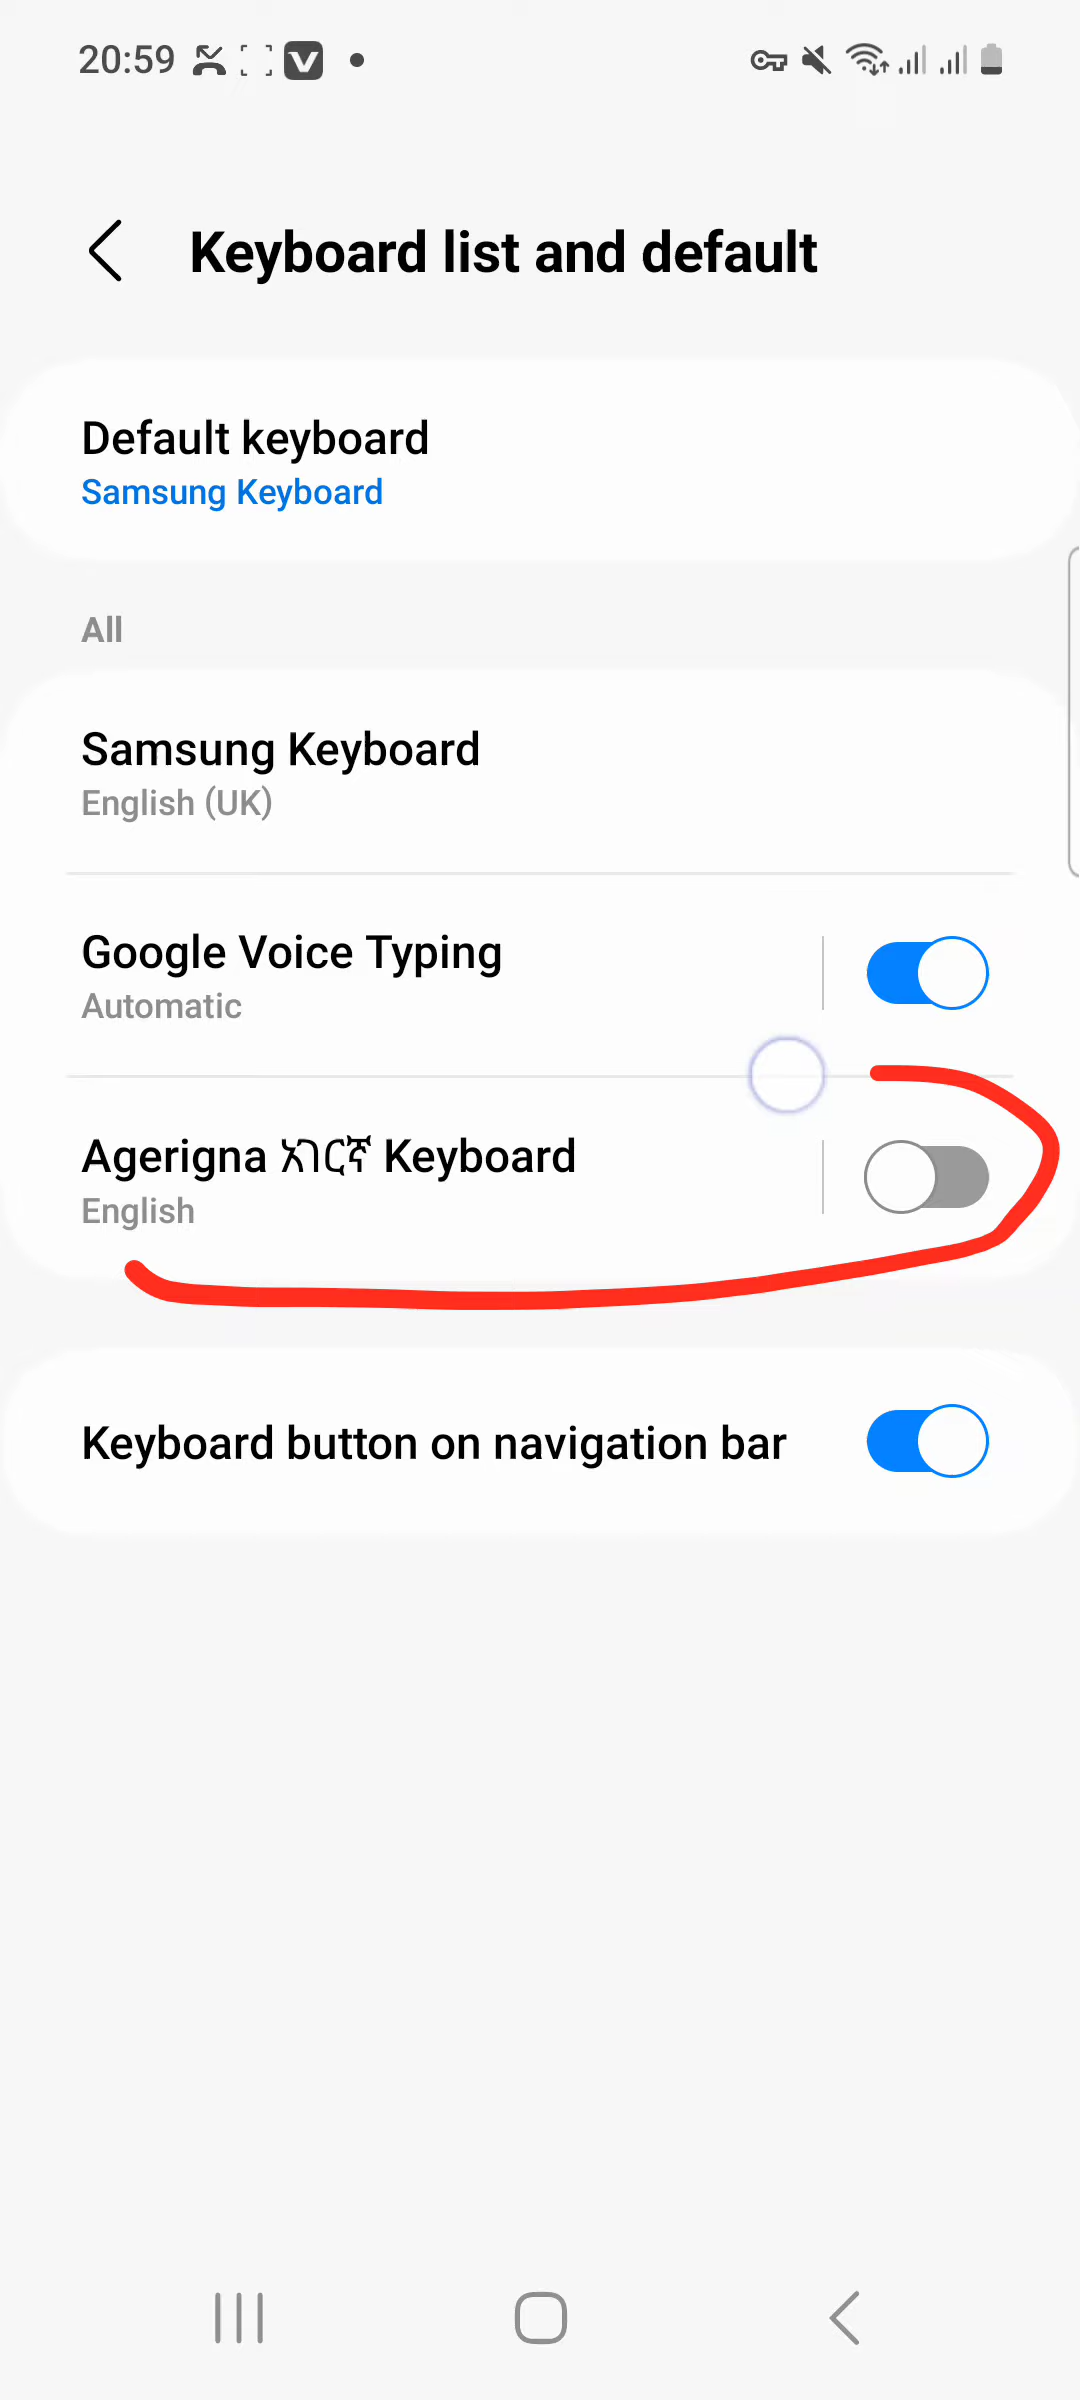 20:59
Keyboard list and default
Default keyboard
Samsung Keyboard
All
Samsung Keyboard
English (UK)
Google Voice Typing
Automatic
Agerigna አገርኛ Keyboard
English
Keyboard button on navigation bar